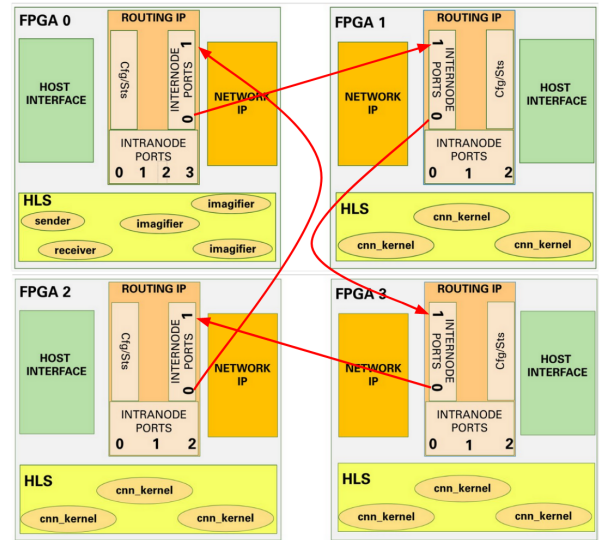 FPGA 0
ROUTING IP
HOST
INTERFACE
Cfg/Sts
INTERNODE
PORTS
1
0
NETWORK
IP
INTRANODE
PORTS
0 1 2 3
HLS
sender
receiver
imagifier
imagifier
imagifier
FPGA 1
ROUTING IP
NETWORK
IP
1
0
INTERNODE
PORTS
Cfg/Sts
HOST
INTERFACE
INTRANODE
PORTS
0 1 2
HLS
cnn_kernel
cnn_kernel
cnn_kernel
FPGA 2
ROUTING IP
HOST
INTERFACE
Cfg/Sts
INTERNODE
PORTS
1
0
NETWORK
IP
INTRANODE
PORTS
0 1 2
HLS
cnn_kernel
cnn_kernel
cnn_kernel
FPGA 3
ROUTING IP
NETWORK
IP
1
0
INTERNODE
PORTS
Cfg/Sts
HOST
INTERFACE
INTRANODE
PORTS
0 1 2
HLS
cnn_kernel
cnn_kernel
cnn_kernel